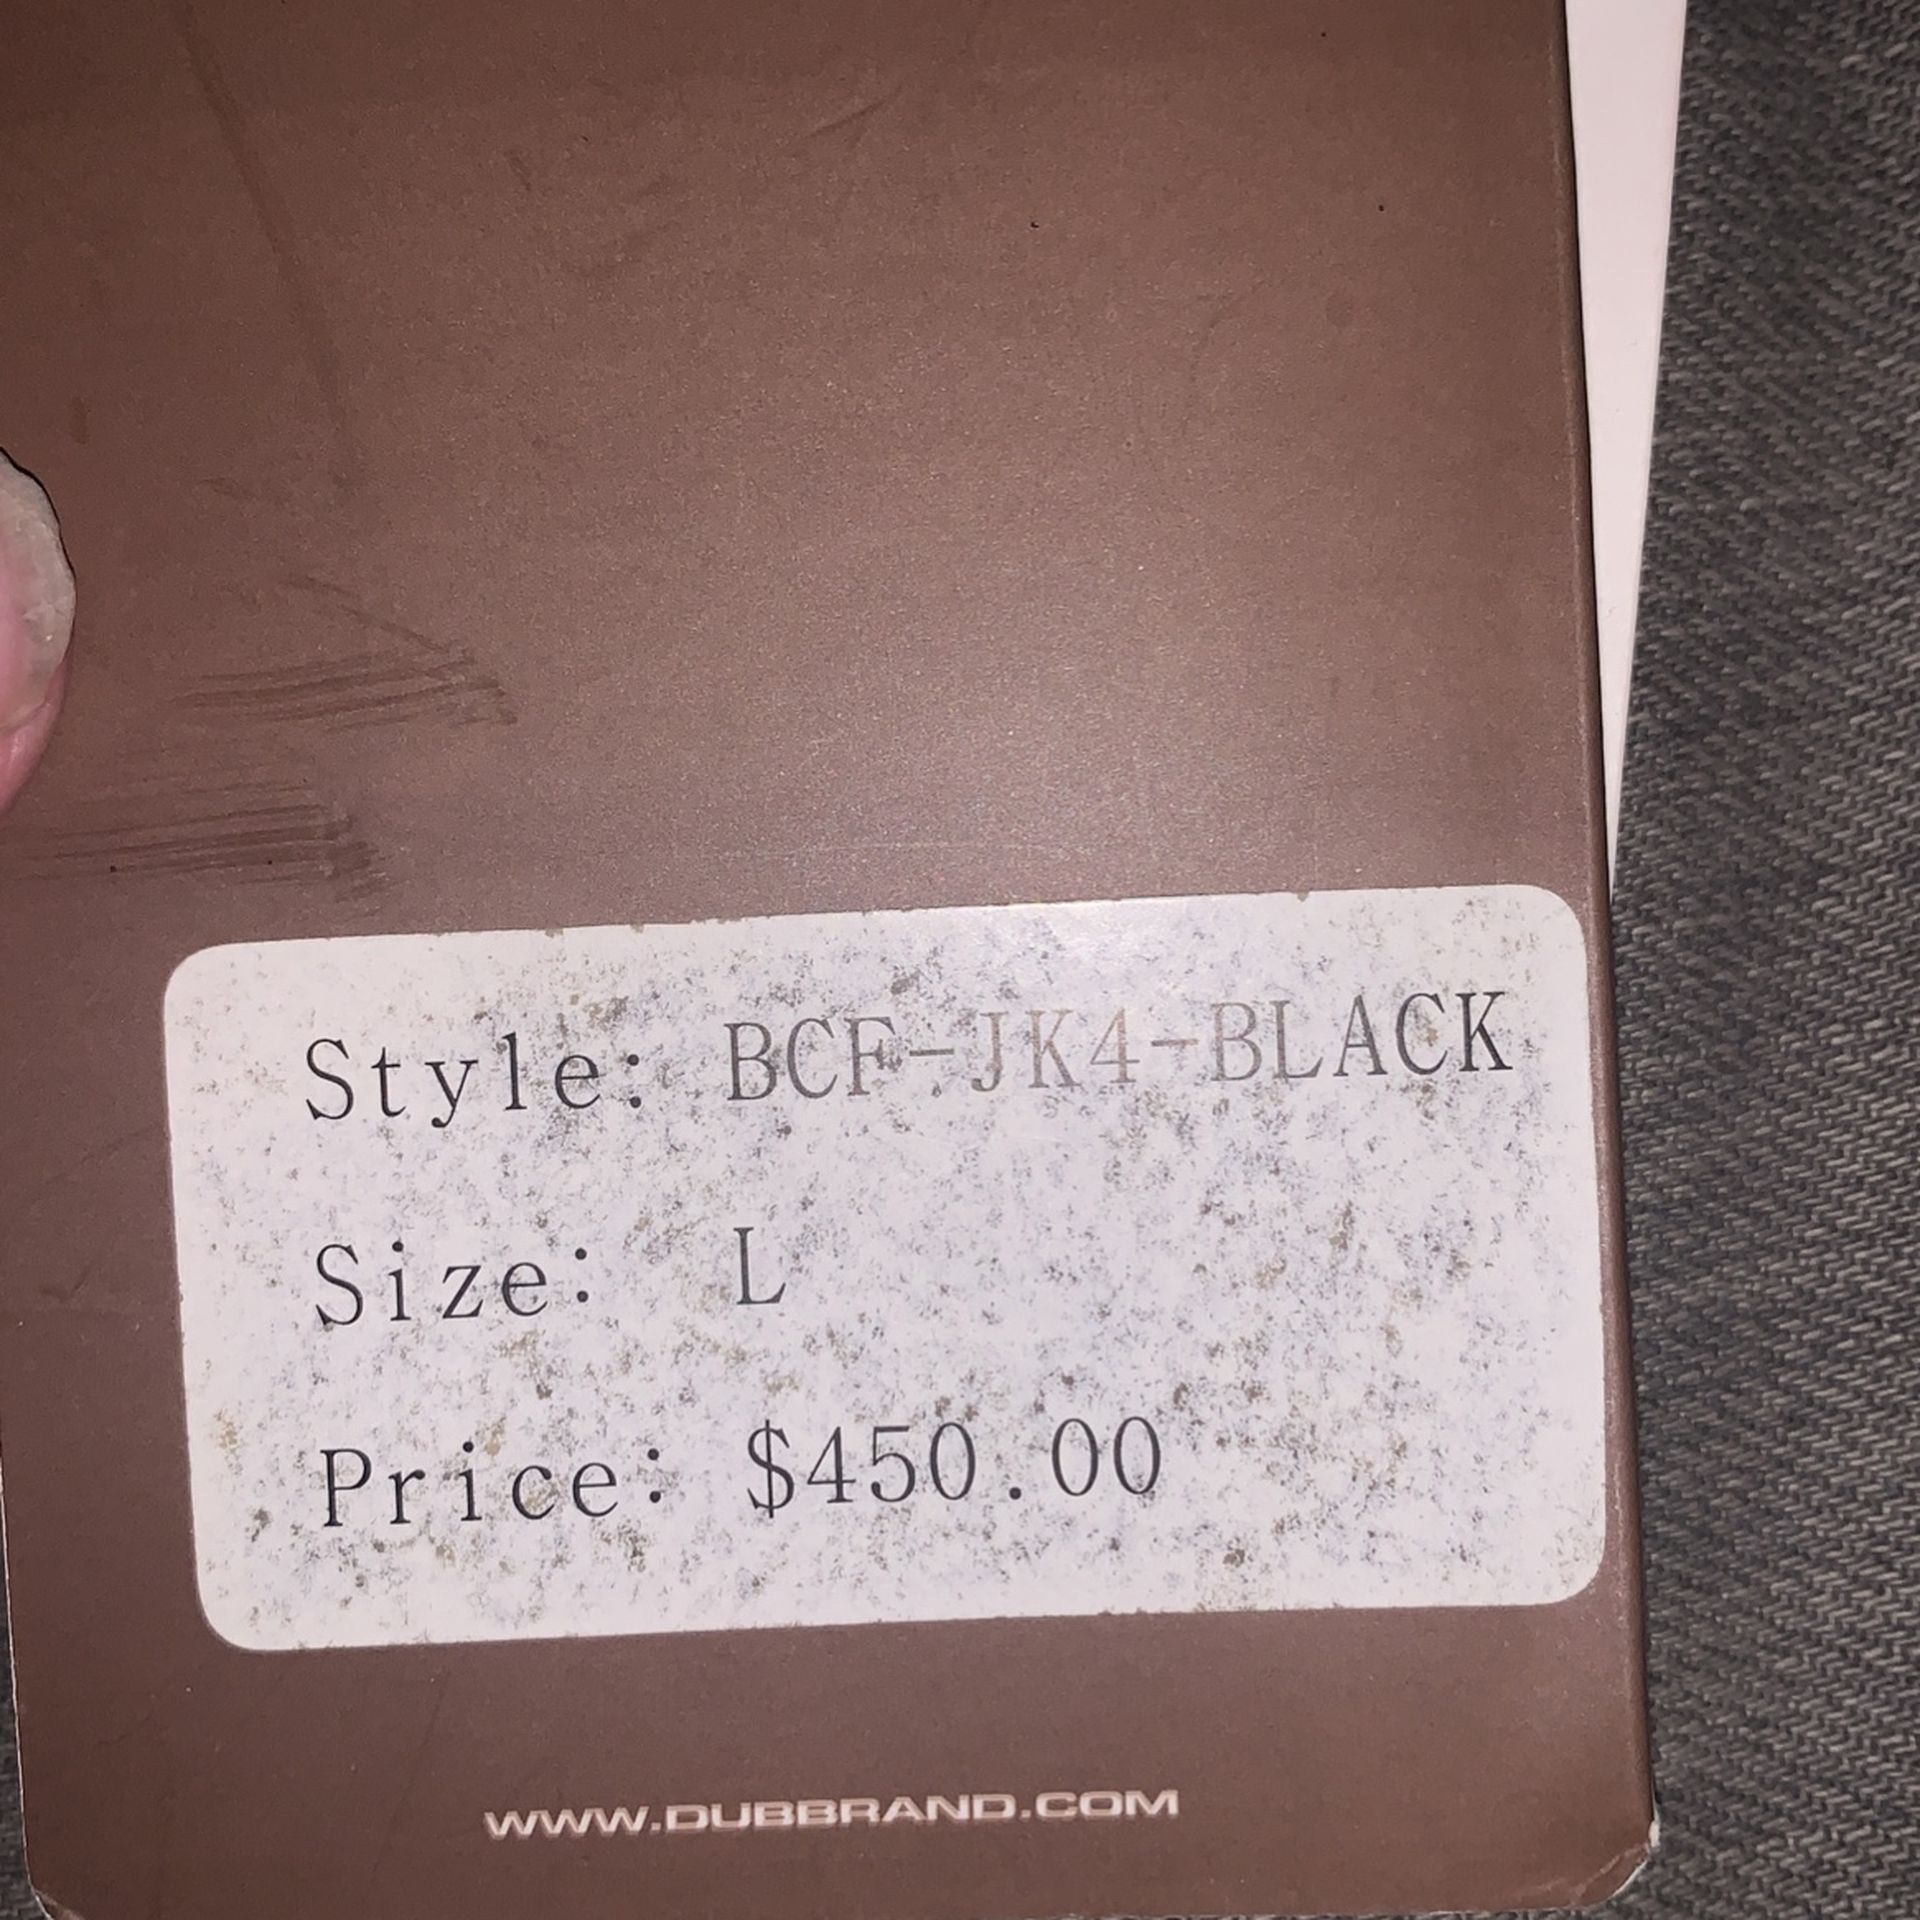 Style: BCF-JK4-BLACK
Size: L
Price: $450.00
WWW.DUBBRAND.COM